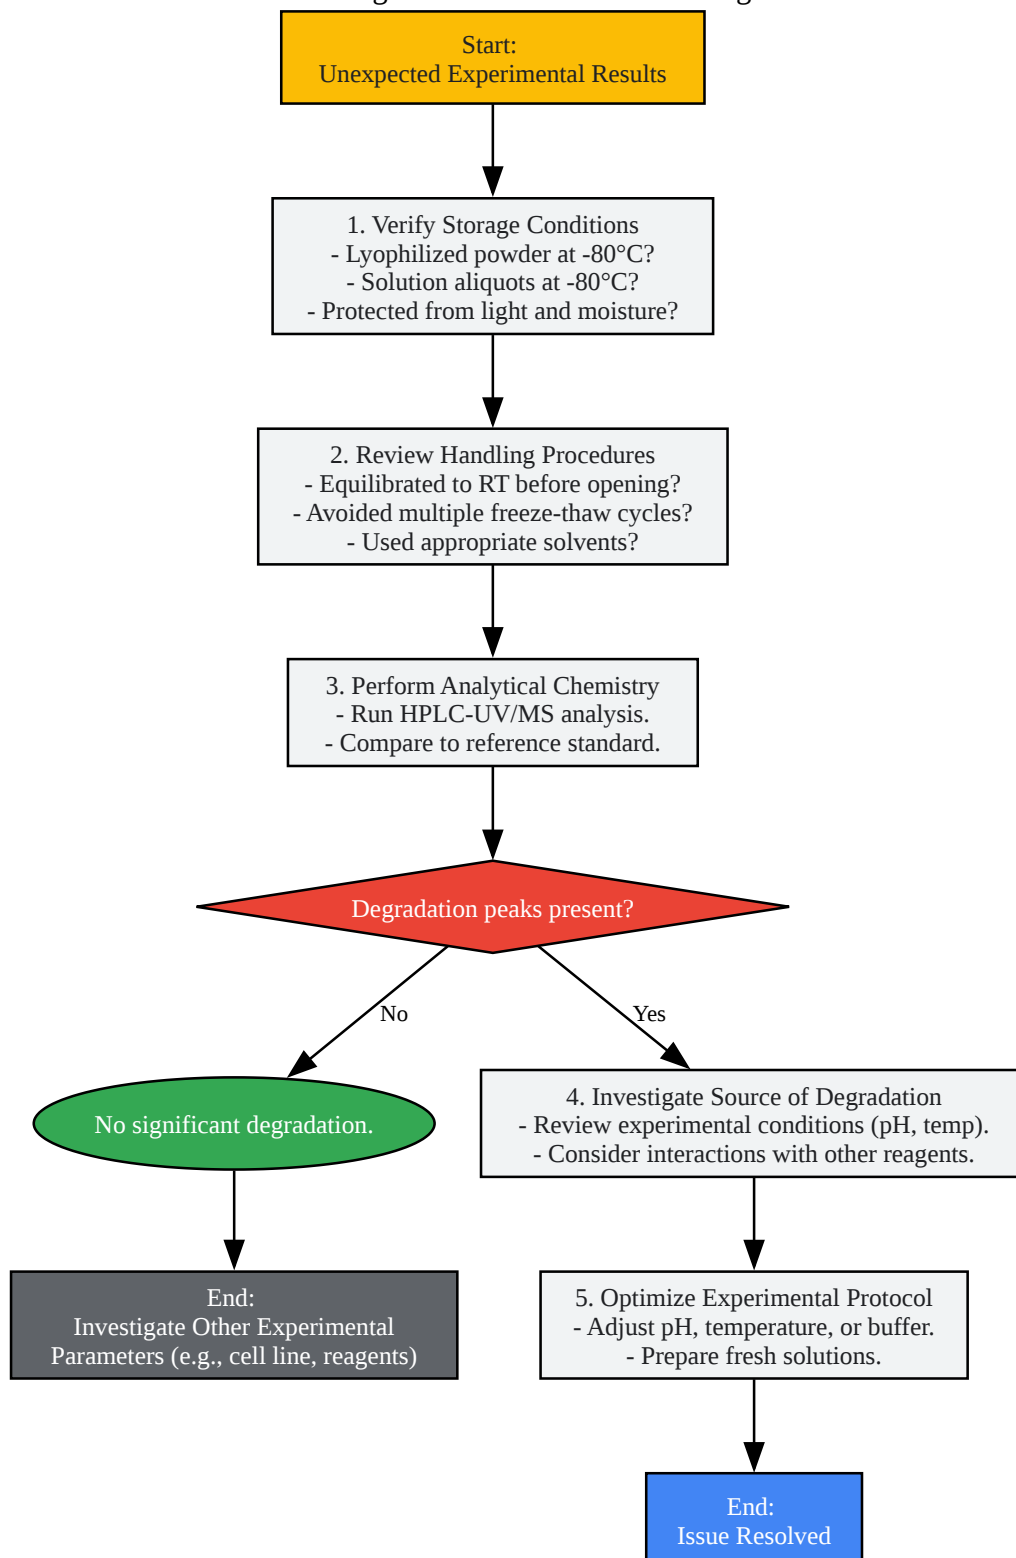 Start:
Unexpected Experimental Results
1. Verify Storage Conditions
- Lyophilized powder at -80°C?
- Solution aliquots at -80°C?
- Protected from light and moisture?
2. Review Handling Procedures
- Equilibrated to RT before opening?
- Avoided multiple freeze-thaw cycles?
- Used appropriate solvents?
3. Perform Analytical Chemistry
- Run HPLC-UV/MS analysis.
- Compare to reference standard.
Degradation peaks present?
No
Yes
No significant degradation.
4. Investigate Source of Degradation
- Review experimental conditions (pH, temp).
- Consider interactions with other reagents.
End:
Investigate Other Experimental
Parameters (e.g., cell line, reagents)
5. Optimize Experimental Protocol
- Adjust pH, temperature, or buffer.
- Prepare fresh solutions.
End:
Issue Resolved